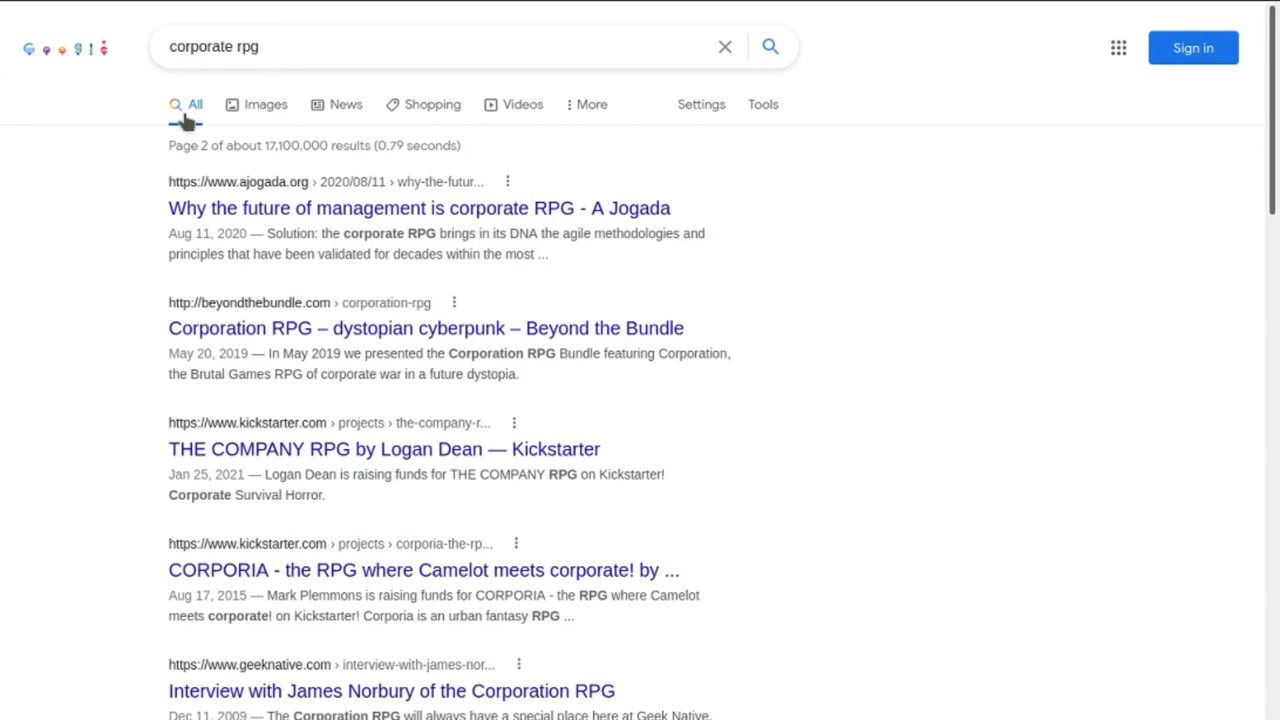 Google
corporate rpg
Sign in
All
Images
News
Shopping
Videos
More
Settings
Tools
Page 2 of about 17,100,000 results (0.79 seconds)
https://www.ajogada.org › 2020/08/11 › why-the-futur...
Why the future of management is corporate RPG - A Jogada
Aug 11, 2020 — Solution: the corporate RPG brings in its DNA the agile methodologies and
principles that have been validated for decades within the most ...
http://beyondthebundle.com › corporation-rpg
Corporation RPG – dystopian cyberpunk – Beyond the Bundle
May 20, 2019 — In May 2019 we presented the Corporation RPG Bundle featuring Corporation,
the Brutal Games RPG of corporate war in a future dystopia.
https://www.kickstarter.com › projects › the-company-r...
THE COMPANY RPG by Logan Dean — Kickstarter
Jan 25, 2021 — Logan Dean is raising funds for THE COMPANY RPG on Kickstarter!
Corporate Survival Horror.
https://www.kickstarter.com › projects › corporia-the-rp...
CORPORIA - the RPG where Camelot meets corporate! by ...
Aug 17, 2015 — Mark Plemmons is raising funds for CORPORIA - the RPG where Camelot
meets corporate! on Kickstarter! Corporia is an urban fantasy RPG ...
https://www.geeknative.com › interview-with-james-nor...
Interview with James Norbury of the Corporation RPG
Dec 11, 2009 — The Corporation RPG will always have a special place here at Geek Native.